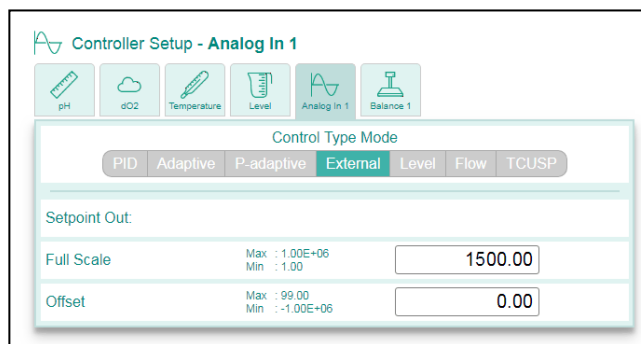 Controller Setup - Analog In 1
pH dO2 Temperature Level Analog In 1 Balance 1
Control Type Mode
PID Adaptive P-adaptive External Level Flow TCUSP
Setpoint Out:
Full Scale Max : 1.00E+06 1500.00
Min : 1.00
Offset Max : 99.00 0.00
Min : -1.00E+06